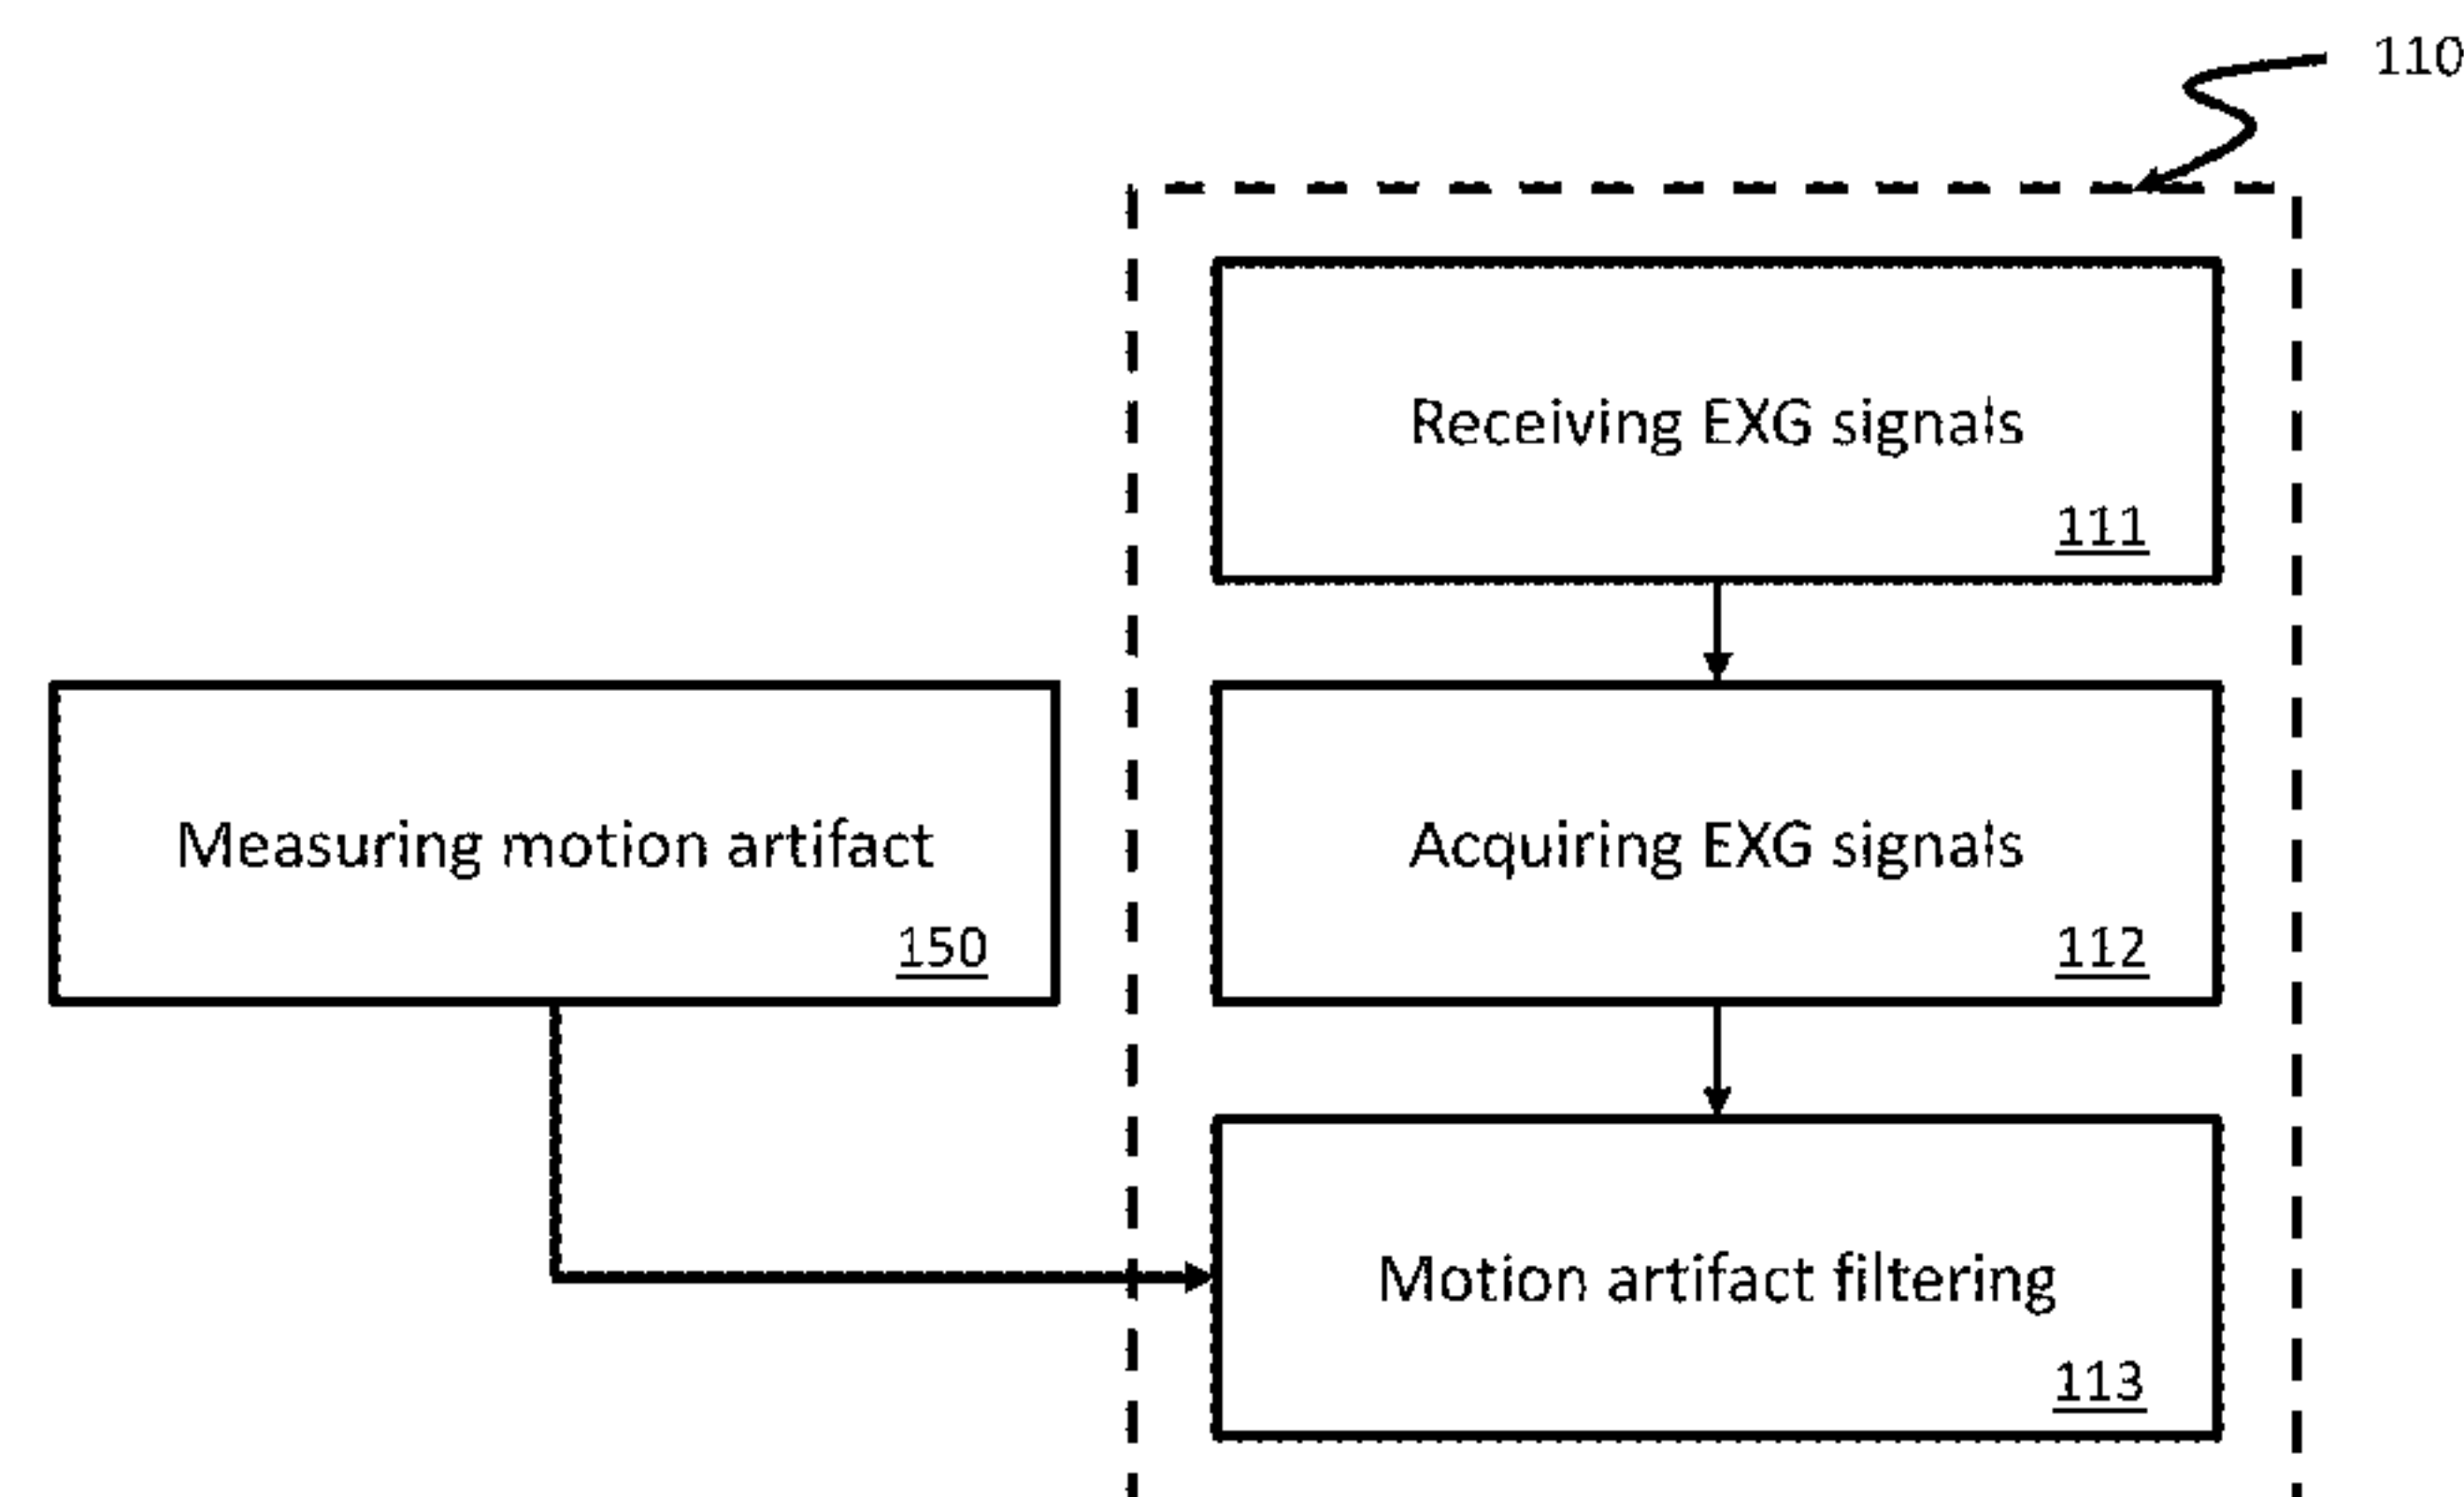 110
Receiving EXG signals
111
Measuring motion artifact
150
Acquiring EXG signals
112
Motion artifact filtering
113